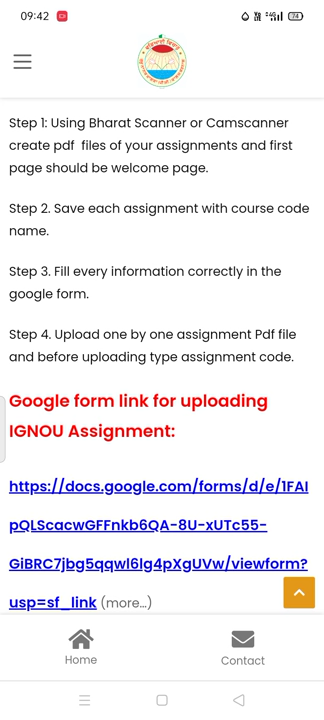 09:42
74
Step 1: Using Bharat Scanner or Camscanner
create pdf files of your assignments and first
page should be welcome page.
Step 2. Save each assignment with course code
name.
Step 3. Fill every information correctly in the
google form.
Step 4. Upload one by one assignment Pdf file
and before uploading type assignment code.
Google form link for uploading
IGNOU Assignment:
https://docs.google.com/forms/d/e/1FAI
pQLScacwGFFnkb6QA-8U-xUTc55-
GiBRC7jbg5qqwl6lg4pXgUVw/viewform?
usp=sf_link (more...)
Home
Contact